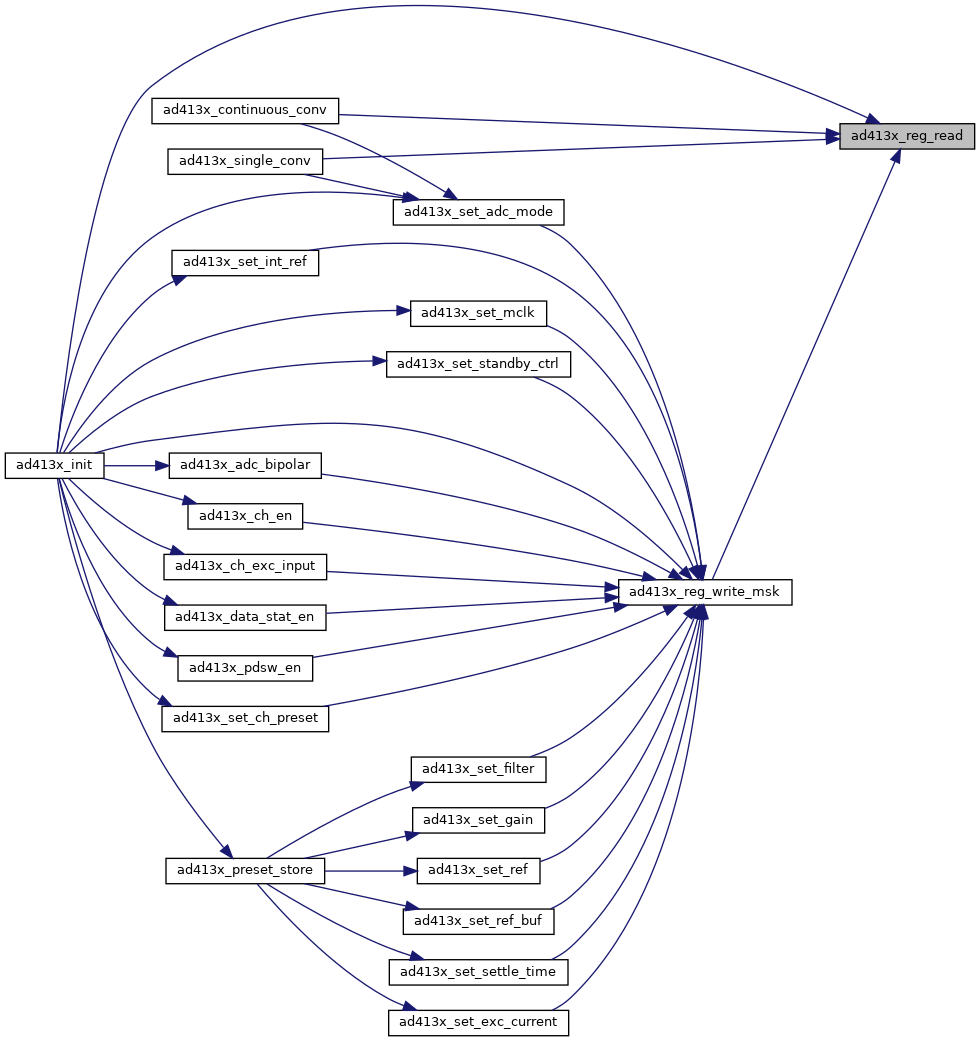 ad413x_continuous_conv
ad413x_reg_read
ad413x_single_conv
ad413x_set_adc_mode
ad413x_set_int_ref
ad413x_set_mclk
ad413x_set_standby_ctrl
ad413x_init
ad413x_adc_bipolar
ad413x_ch_en
ad413x_ch_exc_input
ad413x_reg_write_msk
ad413x_data_stat_en
ad413x_pdsw_en
ad413x_set_ch_preset
ad413x_set_filter
ad413x_set_gain
ad413x_preset_store
ad413x_set_ref
ad413x_set_ref_buf
ad413x_set_settle_time
ad413x_set_exc_current